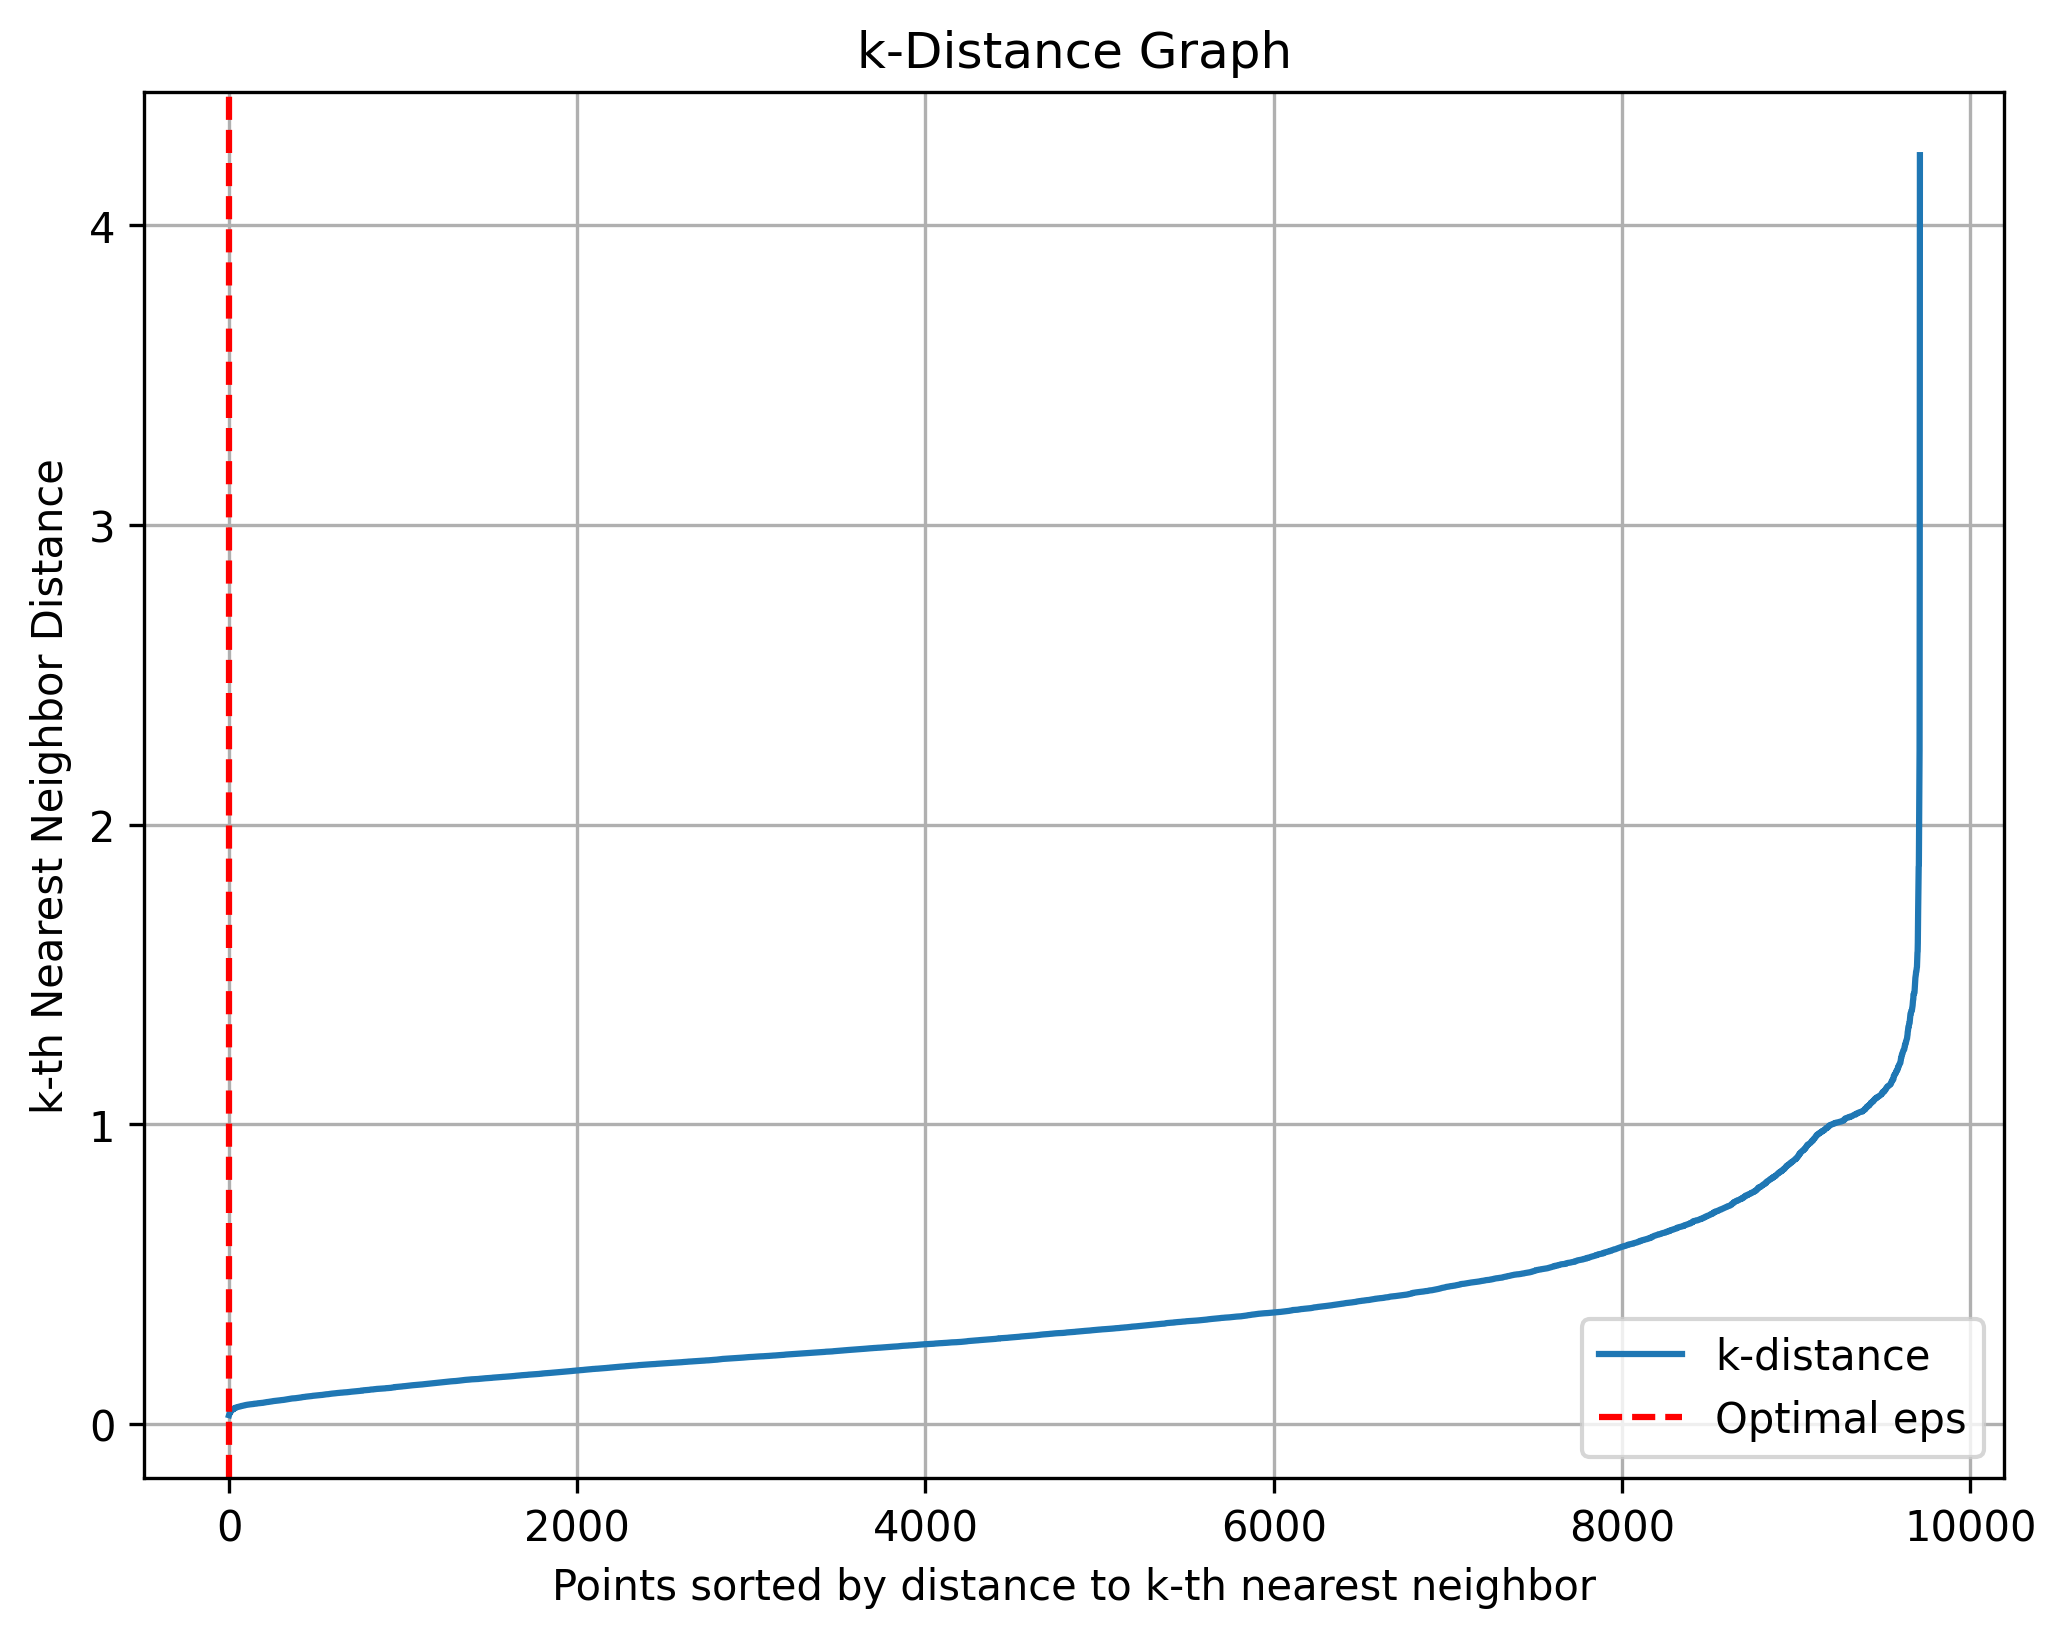 k-Distance Graph
k-th Nearest Neighbor Distance
4
3
2
1
0
0 2000 4000 6000 8000 10000
Points sorted by distance to k-th nearest neighbor
k-distance
Optimal eps